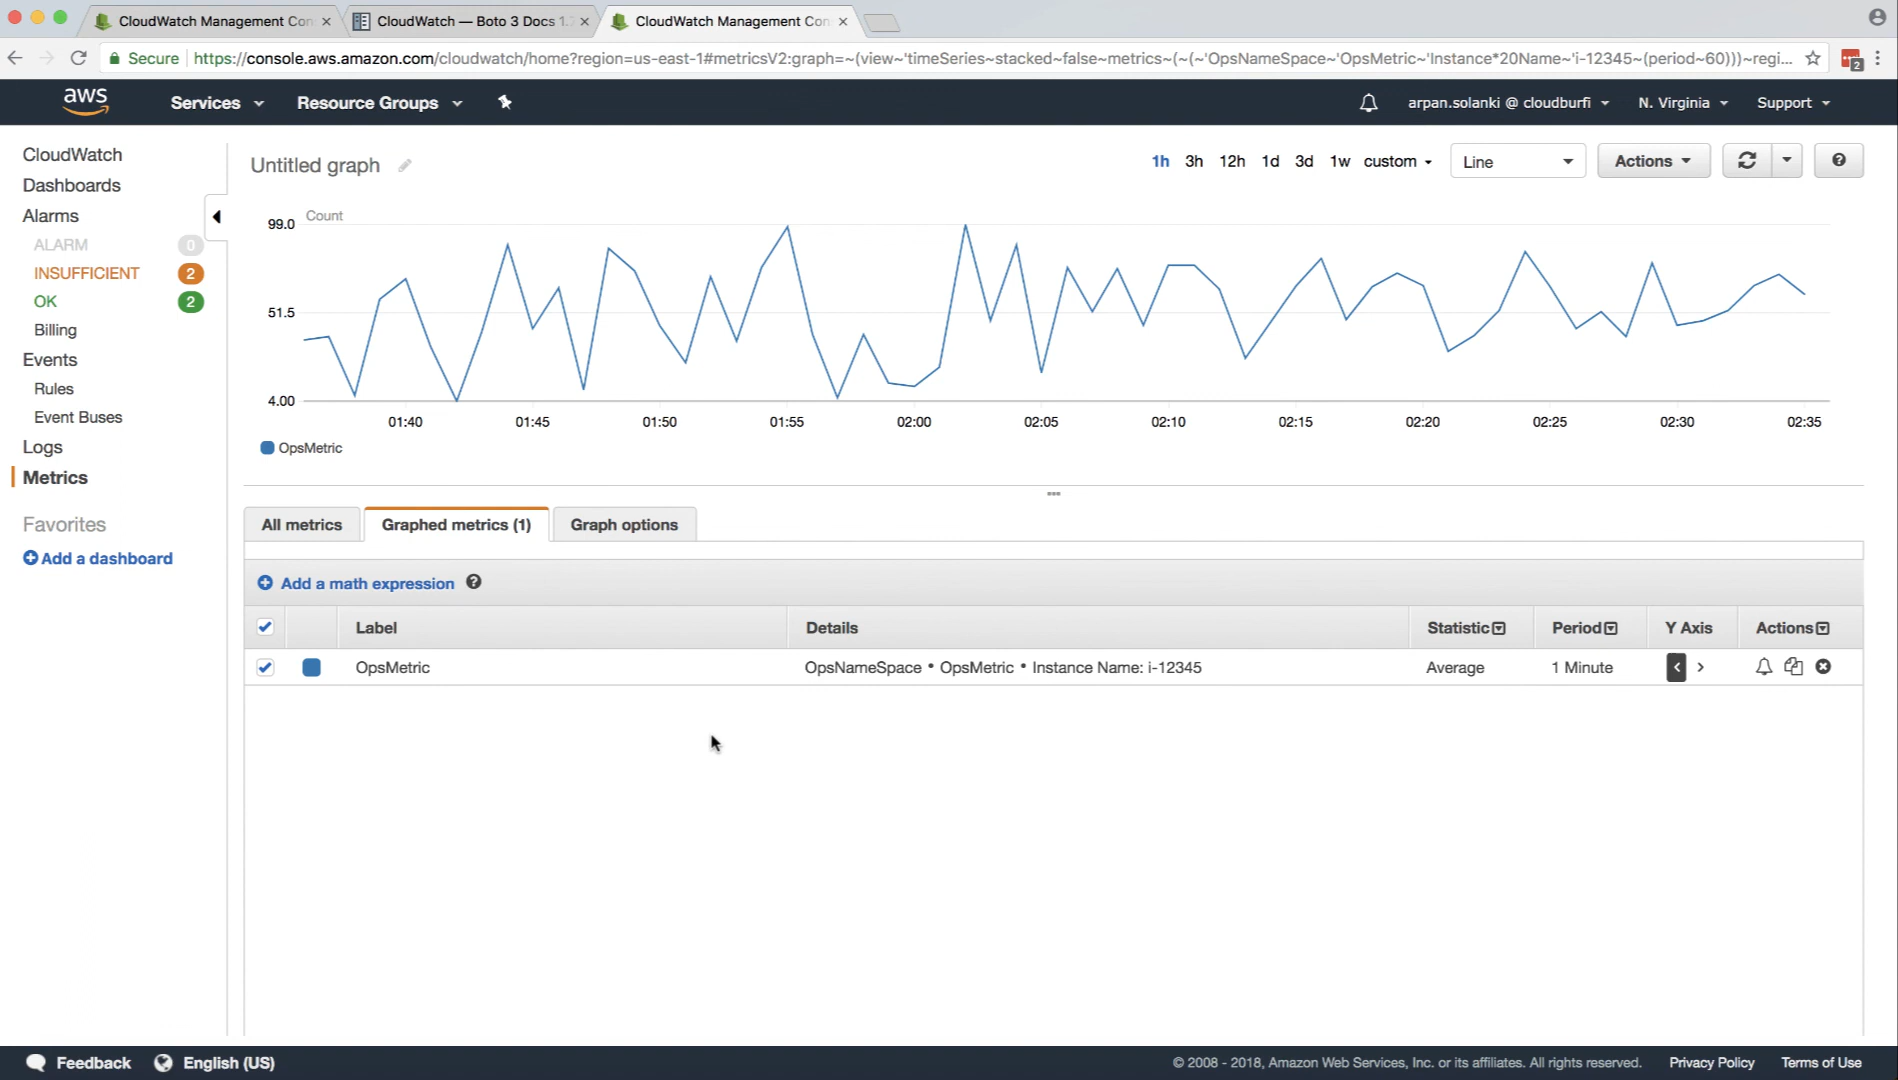 CloudWatch Management Con
CloudWatch — Boto 3 Docs 1.
CloudWatch Management Con
Secure
https://console.aws.amazon.com/cloudwatch/home?region=us-east-1#metricsV2:graph=~(view~'timeSeries~stacked~false~metrics~(~(~'OpsNameSpace~'OpsMetric~'Instance*20Name~'i-12345~(period~60)))~regi...
2
aws
Services
Resource Groups
arpan.solanki @ cloudburfi
N. Virginia
Support
CloudWatch
Dashboards
Alarms
ALARM 0
INSUFFICIENT 2
OK 2
Billing
Events
Rules
Event Buses
Logs
Metrics
Favorites
Add a dashboard
Untitled graph
1h 3h 12h 1d 3d 1w custom
Line
Actions
?
Count
99.0
51.5
4.00
01:40 01:45 01:50 01:55 02:00 02:05 02:10 02:15 02:20 02:25 02:30 02:35
OpsMetric
All metrics
Graphed metrics (1)
Graph options
Add a math expression ?
Label Details Statistic Period Y Axis Actions
OpsMetric OpsNameSpace • OpsMetric • Instance Name: i-12345 Average 1 Minute < >
Feedback
English (US)
© 2008 - 2018, Amazon Web Services, Inc. or its affiliates. All rights reserved.
Privacy Policy
Terms of Use